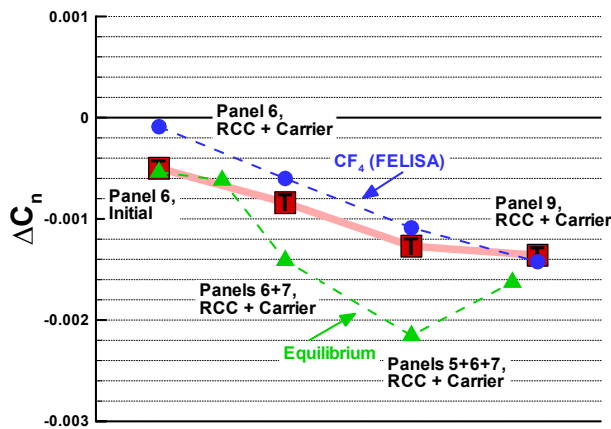 0.001
0
-0.001
-0.002
-0.003
ΔCn
Panel 6,
RCC + Carrier
CF4 (FELISA)
Panel 6,
Initial
Panel 9,
RCC + Carrier
Panels 6+7,
RCC + Carrier
Equilibrium
Panels 5+6+7,
RCC + Carrier
T
T
T
T